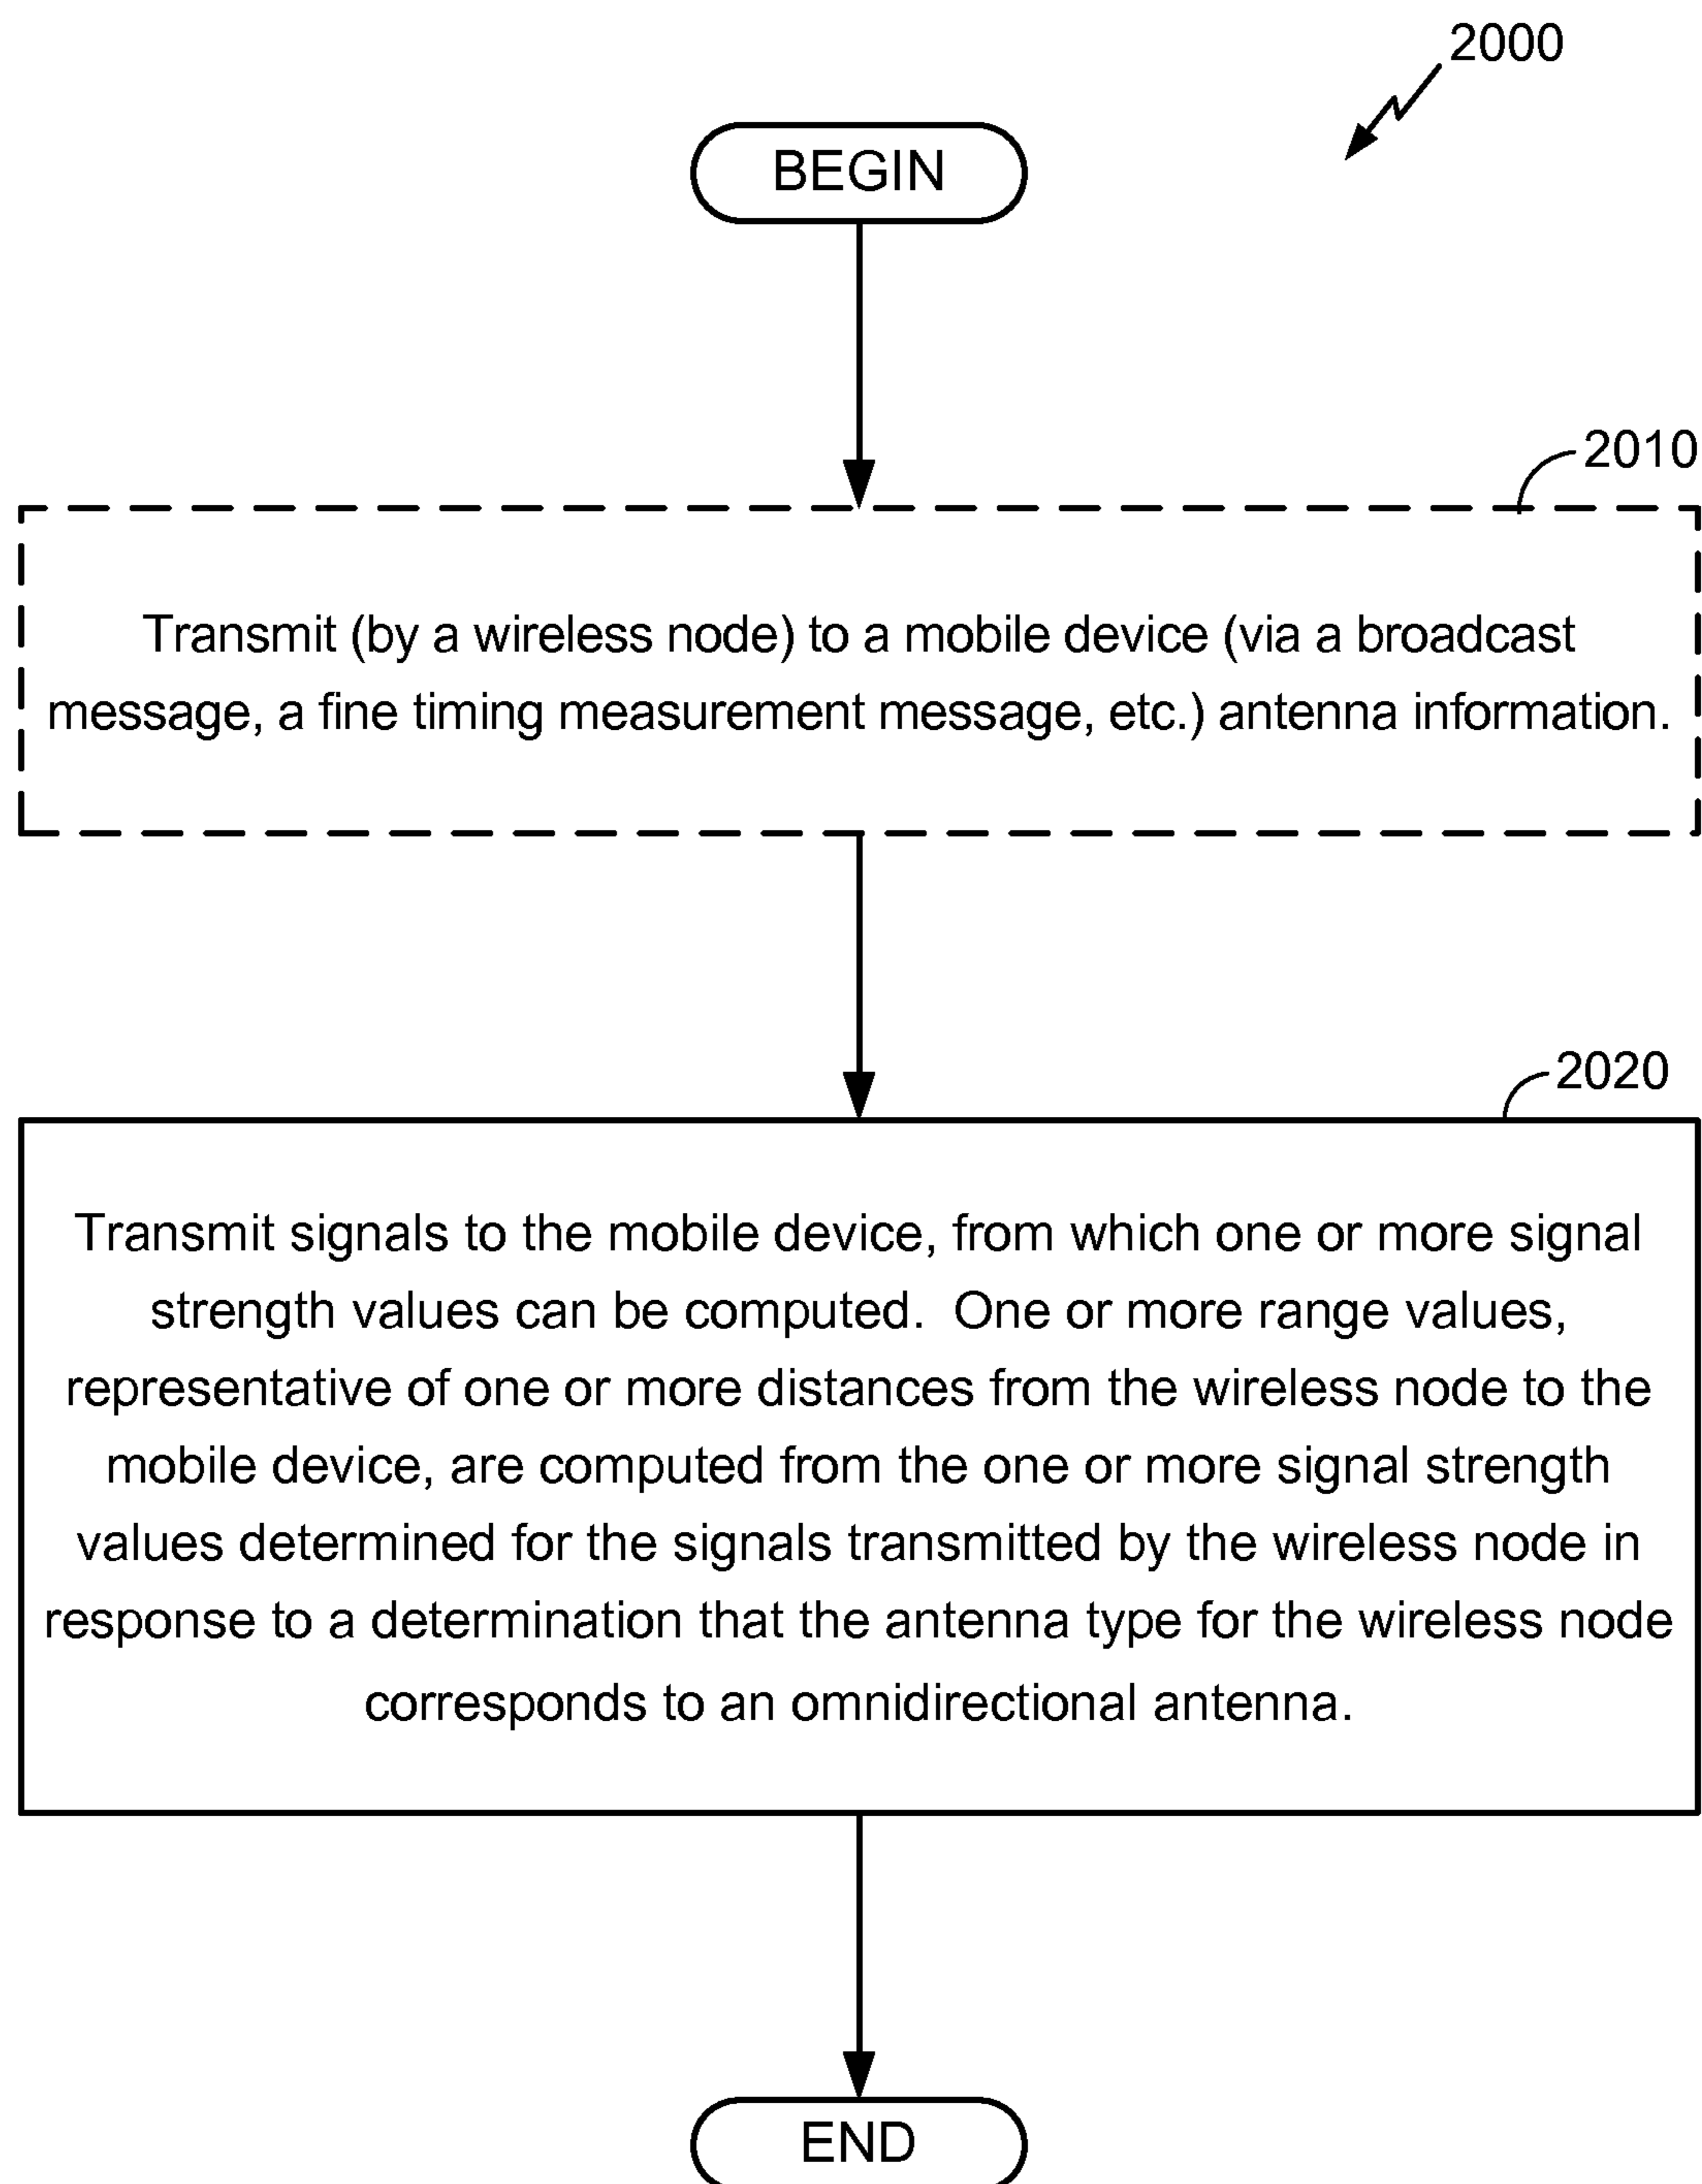 2000
BEGIN
2010
Transmit (by a wireless node) to a mobile device (via a broadcast
message, a fine timing measurement message, etc.) antenna information.
2020
Transmit signals to the mobile device, from which one or more signal
strength values can be computed.  One or more range values,
representative of one or more distances from the wireless node to the
mobile device, are computed from the one or more signal strength
values determined for the signals transmitted by the wireless node in
response to a determination that the antenna type for the wireless node
corresponds to an omnidirectional antenna.
END